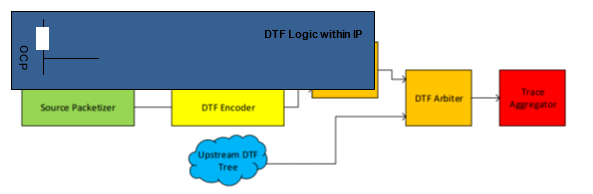 DTF Logic within IP
OCP
Source Packetizer
DTF Encoder
DTF Arbiter
Trace
Aggregator
Upstream DTF
Tree